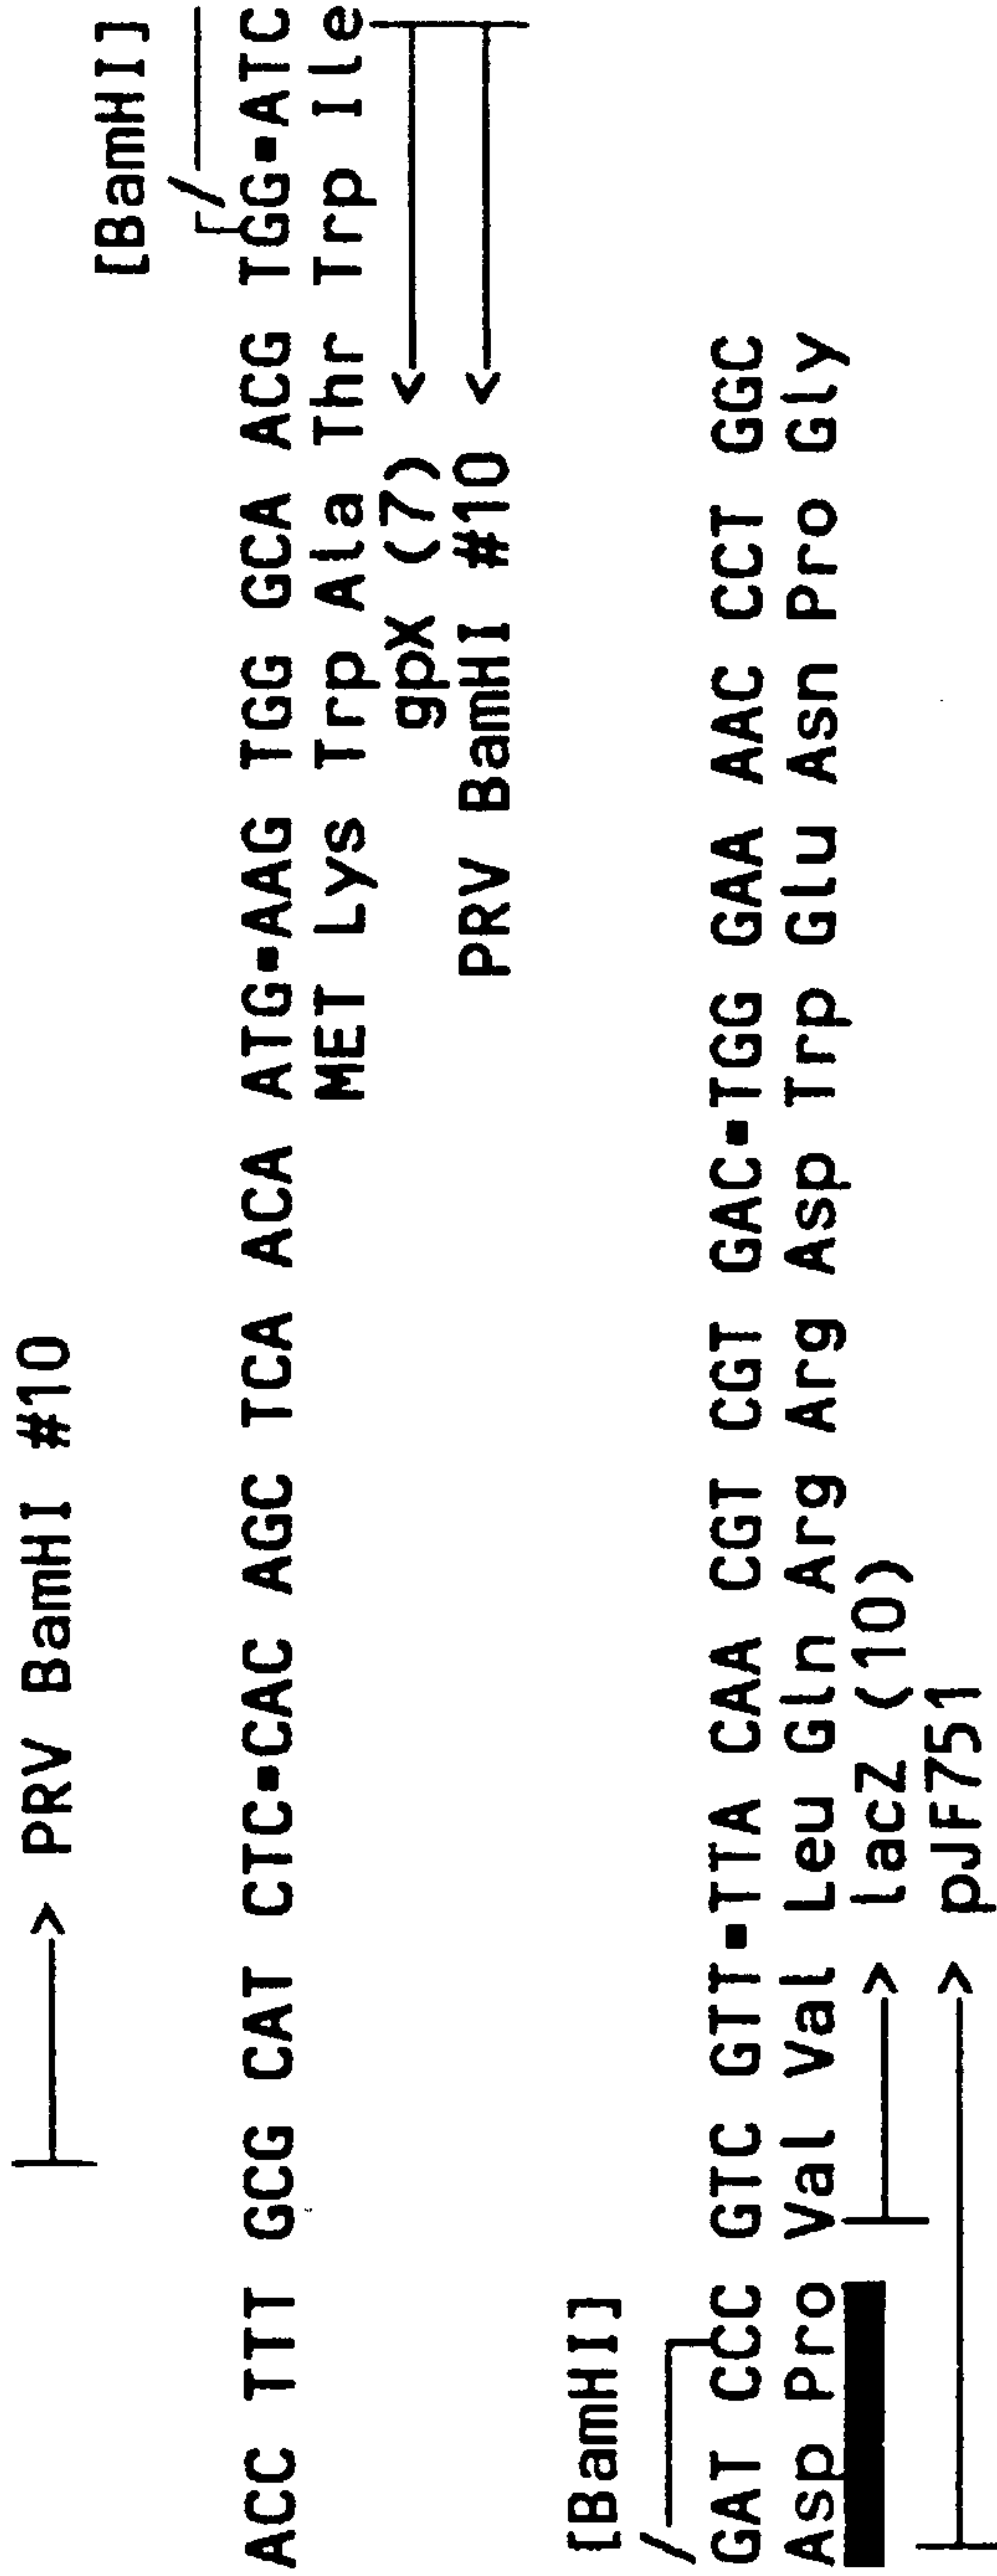 PRV BamHI #10
[BamHI]
ACC TTT GCG CAT CTC·CAC AGC TCA ACA ATG·AAG TGG GCA ACG TGG·ATC
MET Lys Trp Ala Thr Trp Ile
gpX (7)
PRV BamHI #10
[BamHI]
GAT CCC GTC GTT·TTA CAA CGT CGT GAC·TGG GAA AAC CCT GGC
Asp Pro Val Val Leu Gln Arg Arg Asp Trp Glu Asn Pro Gly
lacZ (10)
pJF751